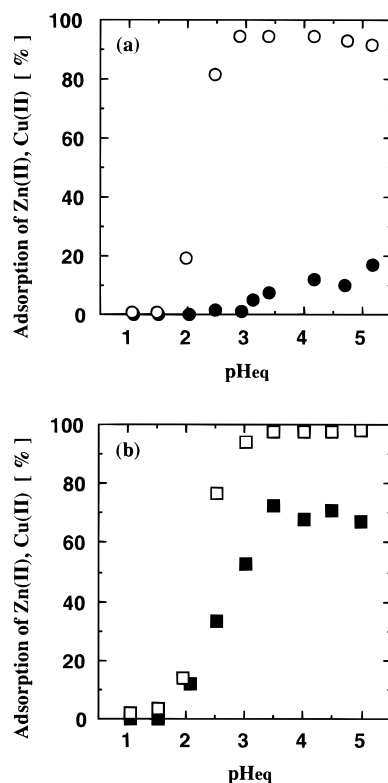 (a)
Adsorption of Zn(II), Cu(II) [ % ]
100
80
60
40
20
0
1 2 3 4 5
pHeq
(b)
Adsorption of Zn(II), Cu(II) [ % ]
100
80
60
40
20
0
1 2 3 4 5
pHeq